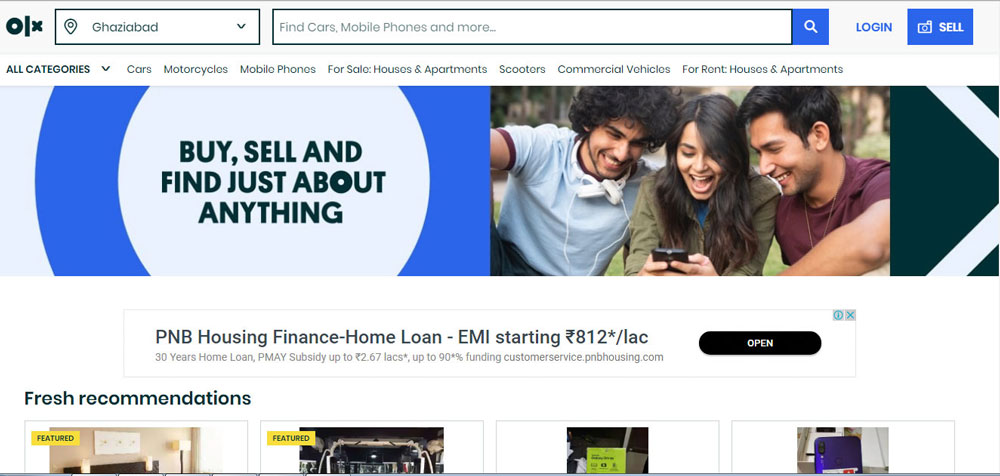 olx
Ghaziabad
Find Cars, Mobile Phones and more...
LOGIN
SELL
ALL CATEGORIES
Cars
Motorcycles
Mobile Phones
For Sale: Houses & Apartments
Scooters
Commercial Vehicles
For Rent: Houses & Apartments
BUY, SELL AND
FIND JUST ABOUT
ANYTHING
PNB Housing Finance-Home Loan - EMI starting ₹812*/lac
30 Years Home Loan, PMAY Subsidy up to ₹2.67 lacs*, up to 90*% funding customerservice.pnbhousing.com
OPEN
Fresh recommendations
FEATURED
FEATURED